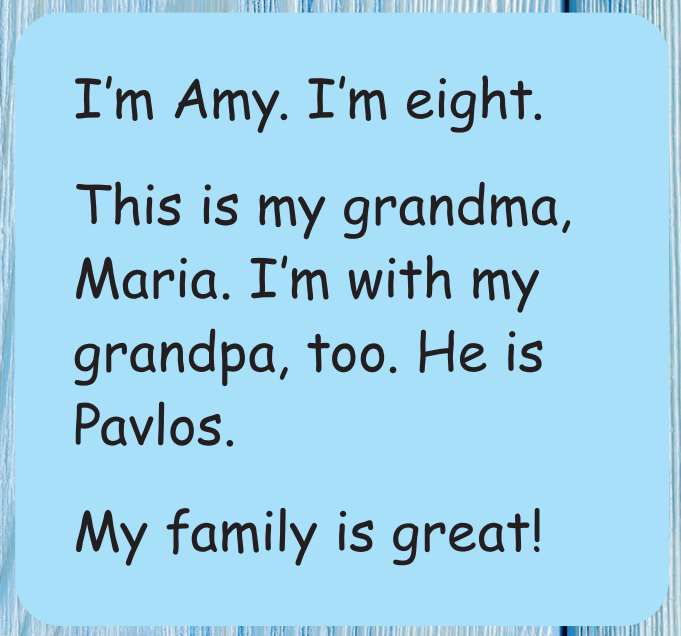 I'm Amy. I'm eight.
This is my grandma,
Maria. I'm with my
grandpa, too. He is
Pavlos.
My family is great!